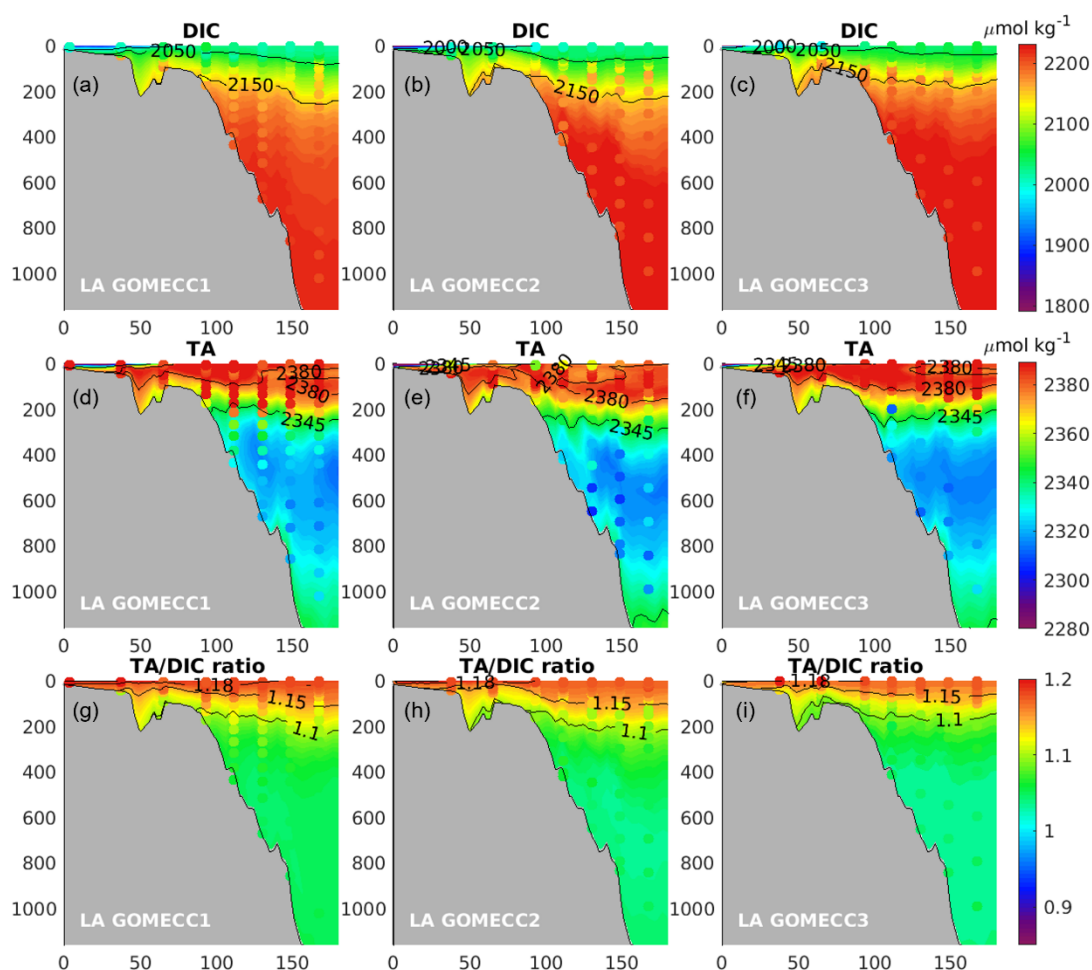 DIC DIC DIC μmol kg⁻¹
0 2050 2000 2050 2000 2050
(a) 2150 (b) 2150 (c) 2150 2200
200 200 200
400 400 400 2100
600 600 600 2000
800 800 800 1900
1000 1000 1000
LA GOMECC1 LA GOMECC2 LA GOMECC3 1800
0 50 100 150 0 50 100 150 0 50 100 150
TA TA TA μmol kg⁻¹
0 2380 2380 0 2345 2380 2380 2380 0 2345 2380 2380 2380
(d) 2345 (e) 2345 (f) 2345 2380
200 200 200 2360
400 400 400 2340
600 600 600 2320
800 800 800 2300
1000 1000 1000
LA GOMECC1 LA GOMECC2 LA GOMECC3 2280
0 50 100 150 0 50 100 150 0 50 100 150
TA/DIC ratio TA/DIC ratio TA/DIC ratio
0 1.18 1.15 0 1.18 1.15 0 1.18 1.15 1.2
(g) 1.1 (h) 1.1 (i) 1.1
200 200 200 1.1
400 400 400
600 600 600 1
800 800 800
1000 1000 1000 0.9
LA GOMECC1 LA GOMECC2 LA GOMECC3
0 50 100 150 0 50 100 150 0 50 100 150